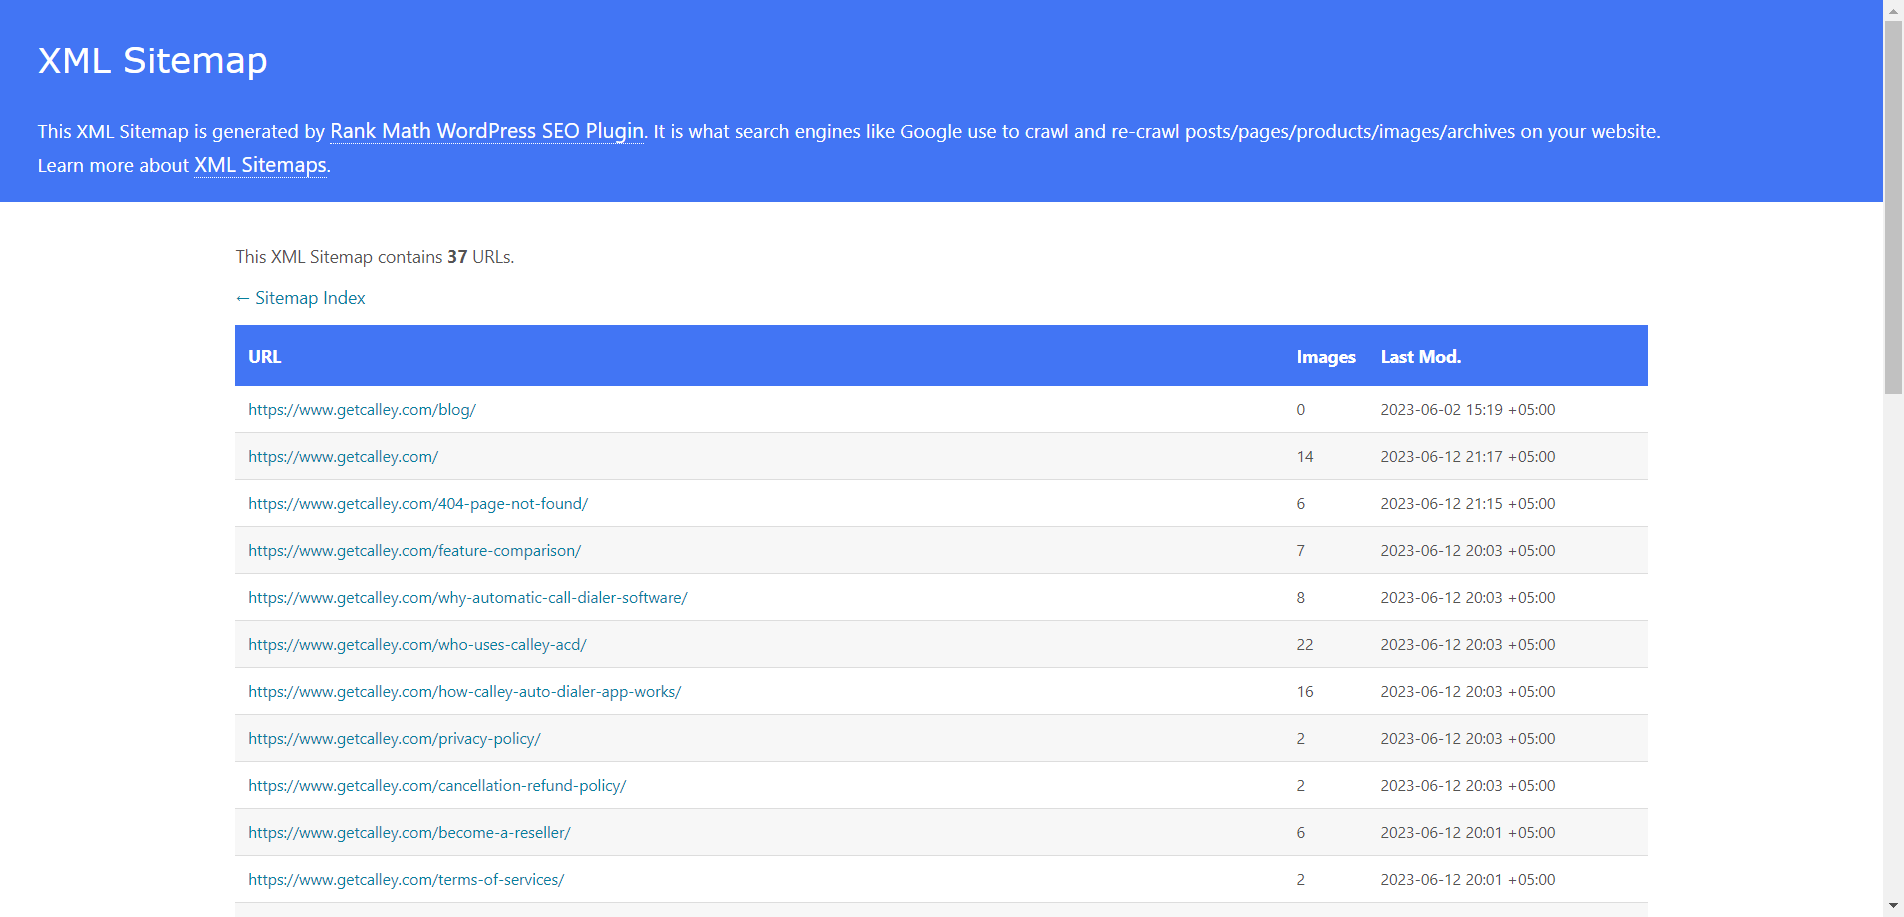 XML Sitemap
This XML Sitemap is generated by Rank Math WordPress SEO Plugin. It is what search engines like Google use to crawl and re-crawl posts/pages/products/images/archives on your website.
Learn more about XML Sitemaps.
This XML Sitemap contains 37 URLs.
← Sitemap Index
URL Images Last Mod.
https://www.getcalley.com/blog/ 0 2023-06-02 15:19 +05:00
https://www.getcalley.com/ 14 2023-06-12 21:17 +05:00
https://www.getcalley.com/404-page-not-found/ 6 2023-06-12 21:15 +05:00
https://www.getcalley.com/feature-comparison/ 7 2023-06-12 20:03 +05:00
https://www.getcalley.com/why-automatic-call-dialer-software/ 8 2023-06-12 20:03 +05:00
https://www.getcalley.com/who-uses-calley-acd/ 22 2023-06-12 20:03 +05:00
https://www.getcalley.com/how-calley-auto-dialer-app-works/ 16 2023-06-12 20:03 +05:00
https://www.getcalley.com/privacy-policy/ 2 2023-06-12 20:03 +05:00
https://www.getcalley.com/cancellation-refund-policy/ 2 2023-06-12 20:03 +05:00
https://www.getcalley.com/become-a-reseller/ 6 2023-06-12 20:01 +05:00
https://www.getcalley.com/terms-of-services/ 2 2023-06-12 20:01 +05:00